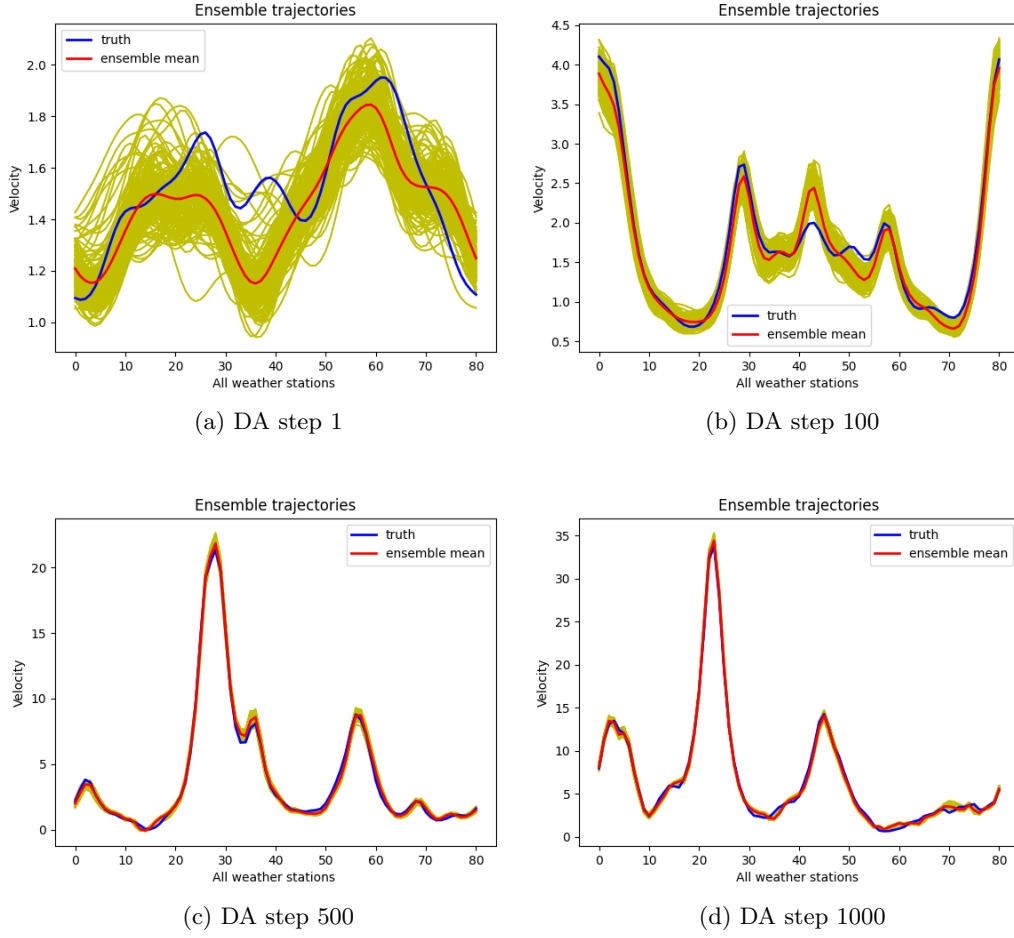 Ensemble trajectories
truth
ensemble mean
Velocity
2.0
1.8
1.6
1.4
1.2
1.0
0 10 20 30 40 50 60 70 80
All weather stations
(a) DA step 1
Ensemble trajectories
4.5
4.0
3.5
3.0
2.5
2.0
1.5
1.0
0.5
Velocity
truth
ensemble mean
0 10 20 30 40 50 60 70 80
All weather stations
(b) DA step 100
Ensemble trajectories
truth
ensemble mean
Velocity
20
15
10
5
0
0 10 20 30 40 50 60 70 80
All weather stations
(c) DA step 500
Ensemble trajectories
truth
ensemble mean
Velocity
35
30
25
20
15
10
5
0
0 10 20 30 40 50 60 70 80
All weather stations
(d) DA step 1000